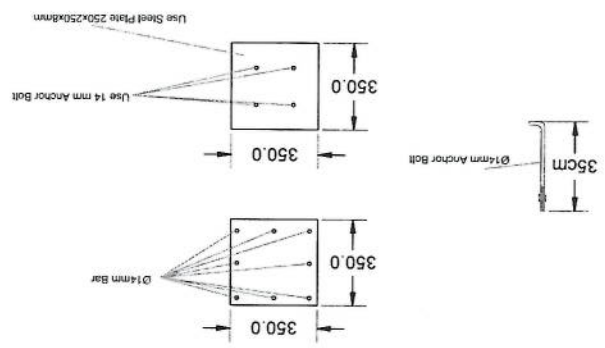 350.0
350.0
Ø14mm Bar
35cm
Ø14mm Anchor Bolt
350.0
350.0
Use 14 mm Anchor Bolt
Use Steel Plate 250x250x8mm